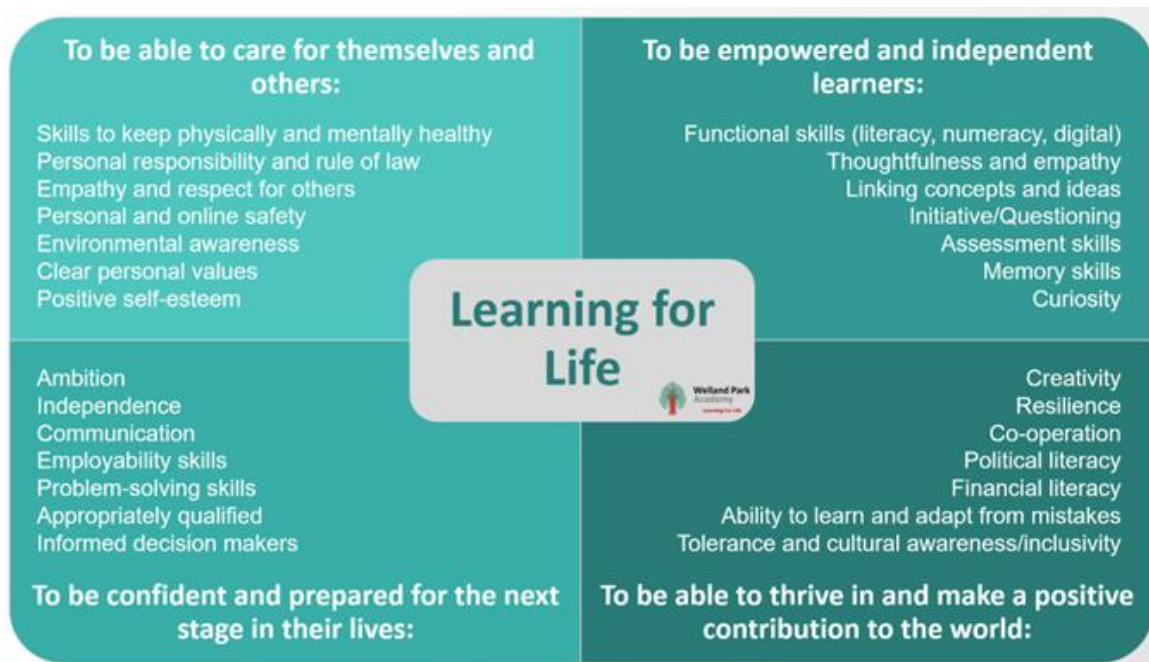 To be able to care for themselves and
others:
Skills to keep physically and mentally healthy
Personal responsibility and rule of law
Empathy and respect for others
Personal and online safety
Environmental awareness
Clear personal values
Positive self-esteem
To be empowered and independent
learners:
Functional skills (literacy, numeracy, digital)
Thoughtfulness and empathy
Linking concepts and ideas
Initiative/Questioning
Assessment skills
Memory skills
Curiosity
Learning for
Life
Welland Park
Academy
Learning For Life
Ambition
Independence
Communication
Employability skills
Problem-solving skills
Appropriately qualified
Informed decision makers
To be confident and prepared for the next
stage in their lives:
Creativity
Resilience
Co-operation
Political literacy
Financial literacy
Ability to learn and adapt from mistakes
Tolerance and cultural awareness/inclusivity
To be able to thrive in and make a positive
contribution to the world: